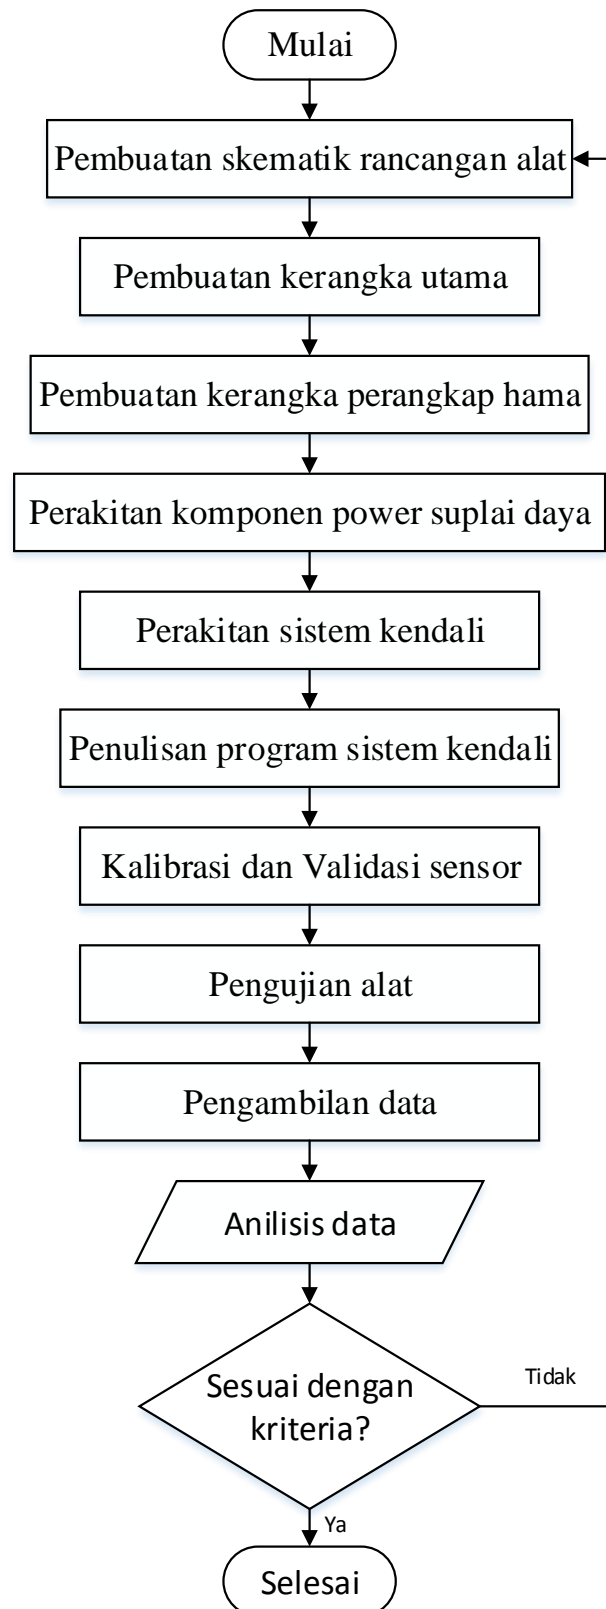 Mulai
Pembuatan skematik rancangan alat
Pembuatan kerangka utama
Pembuatan kerangka perangkap hama
Perakitan komponen power suplai daya
Perakitan sistem kendali
Penulisan program sistem kendali
Kalibrasi dan Validasi sensor
Pengujian alat
Pengambilan data
Anilisis data
Sesuai dengan
kriteria?
Tidak
Ya
Selesai